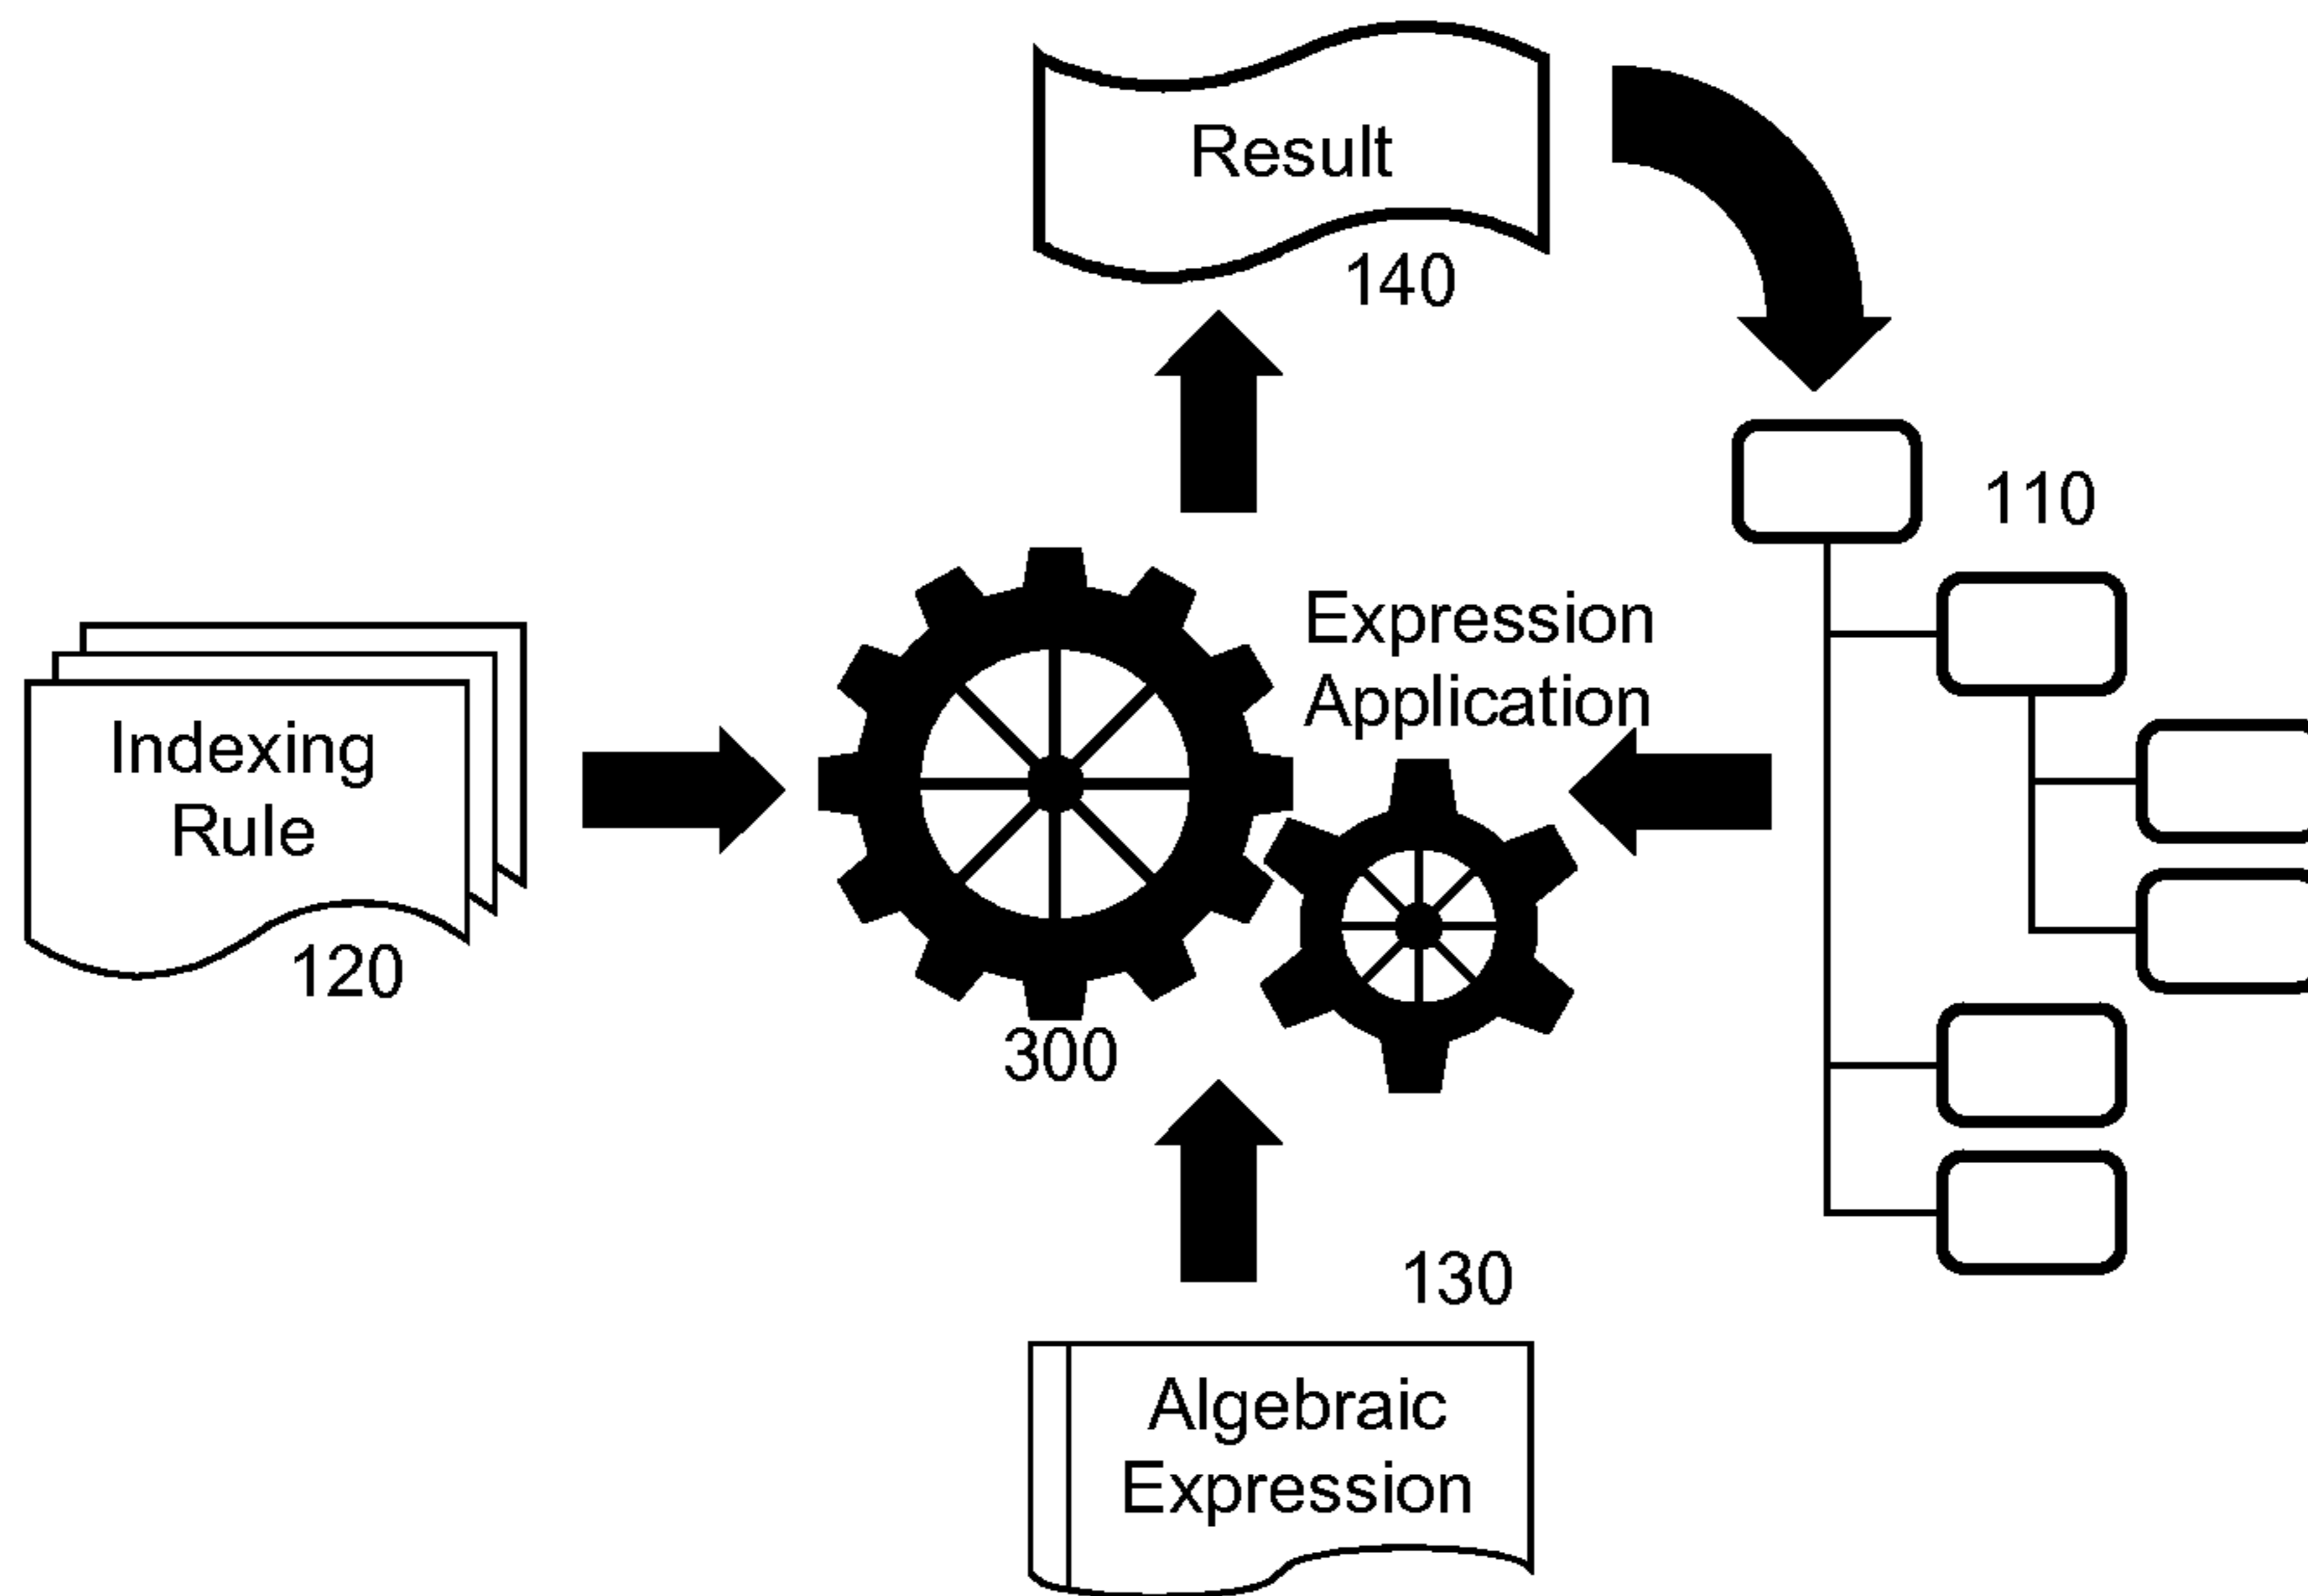 Result
140
110
Expression
Application
Indexing
Rule
120
300
130
Algebraic
Expression